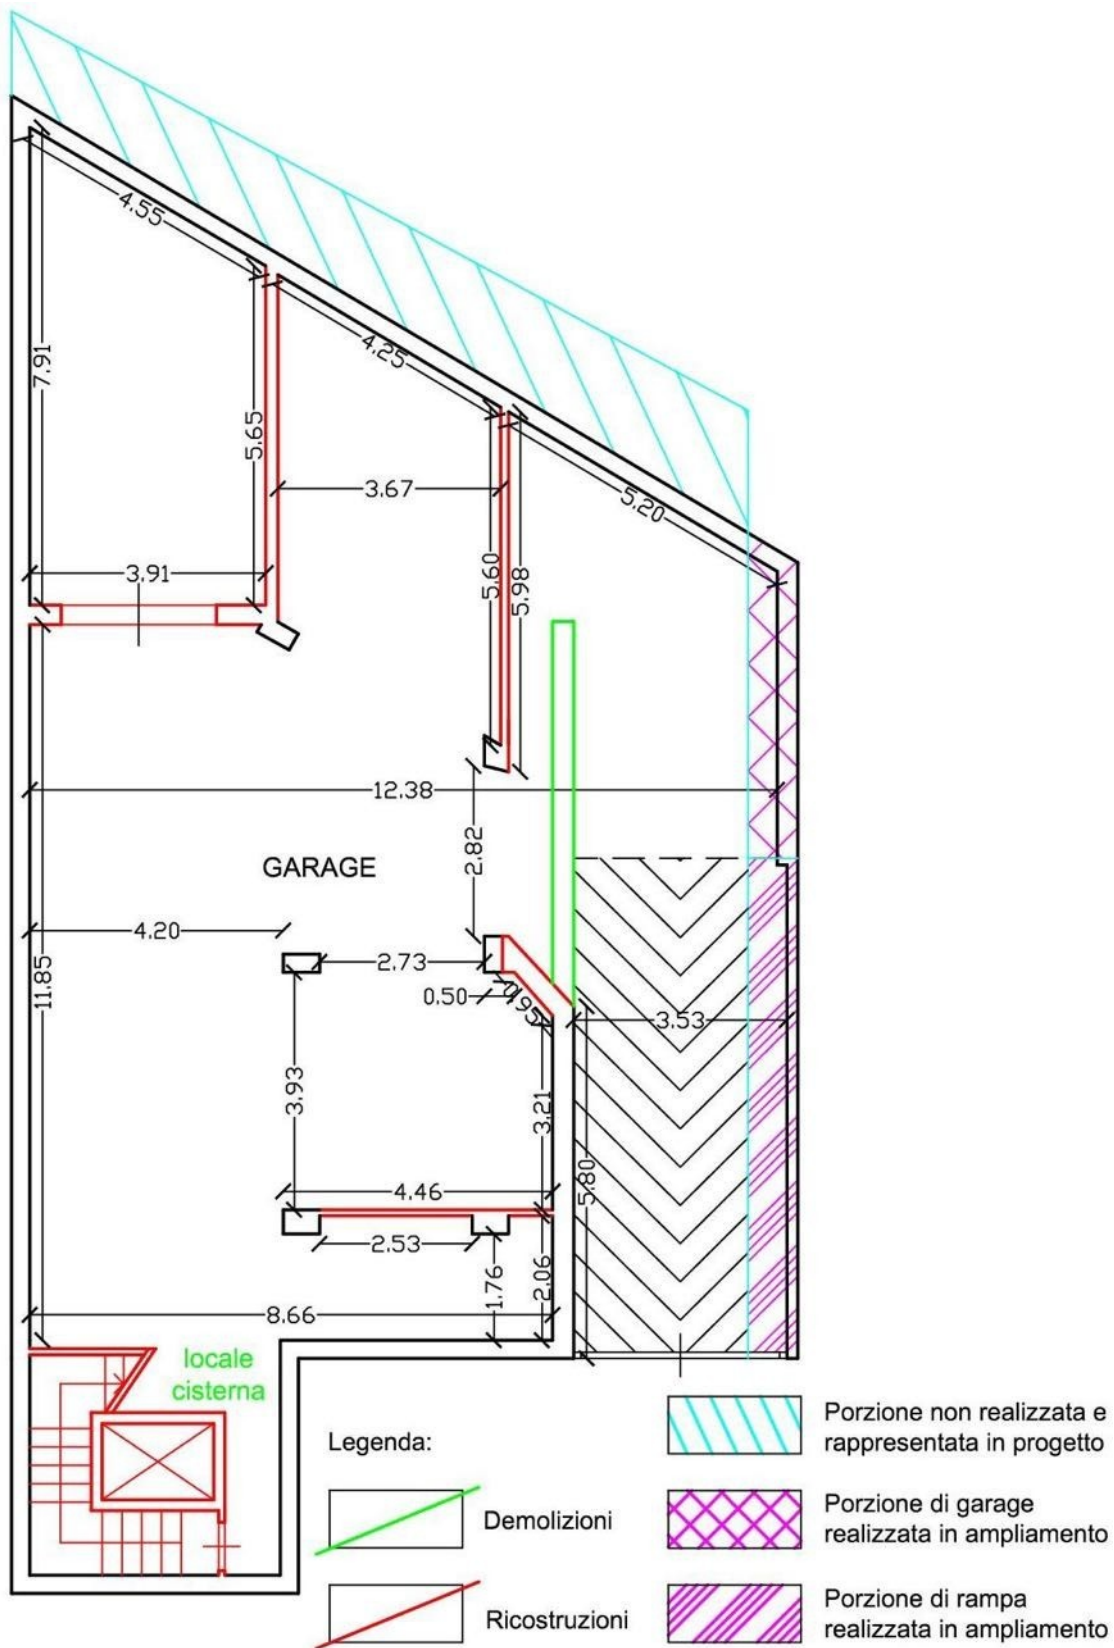 4.55
4.25
7.91
5.65
3.67
5.20
5.60
5.98
3.91
12.38
2.82
GARAGE
4.20
2.73
11.85
0.50
0.95
3.53
3.93
3.21
5.80
4.46
2.53
1.76
2.06
8.66
locale
cisterna
Legenda:
Demolizioni
Ricostruzioni
Porzione non realizzata e
rappresentata in progetto
Porzione di garage
realizzata in ampliamento
Porzione di rampa
realizzata in ampliamento